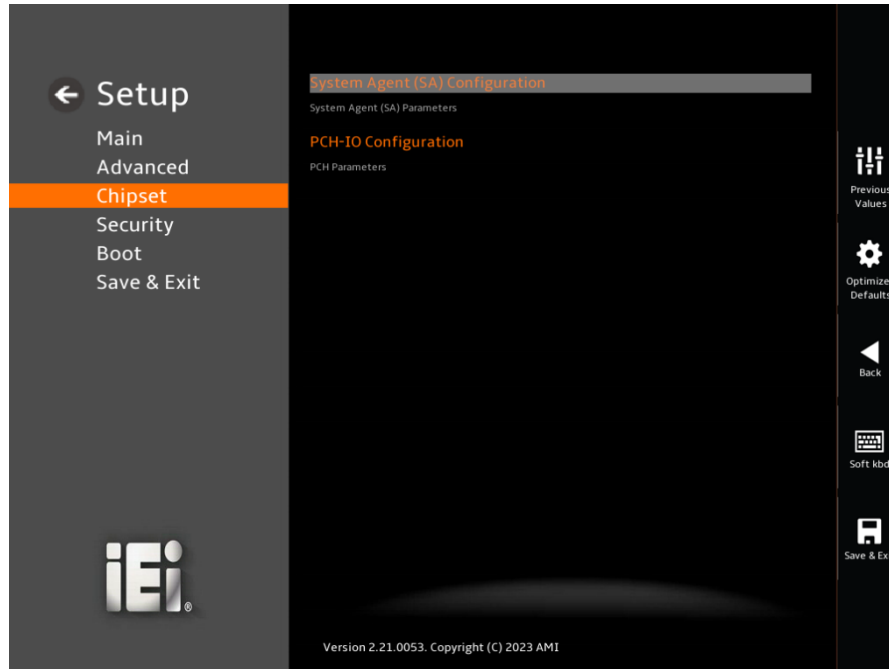 Setup
Main
Advanced
Chipset
Security
Boot
Save & Exit
iEi®
System Agent (SA) Configuration
System Agent (SA) Parameters
PCH-IO Configuration
PCH Parameters
Previous
Values
Optimize
Defaults
Back
Soft kbd
Save & Ex
Version 2.21.0053. Copyright (C) 2023 AMI